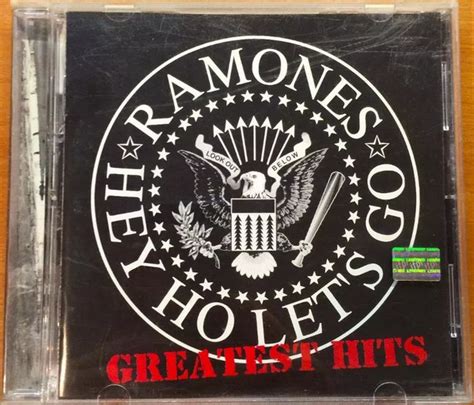 RAMONES
HEY HO LET'S GO
LOOK OUT BELOW
GREATEST HITS